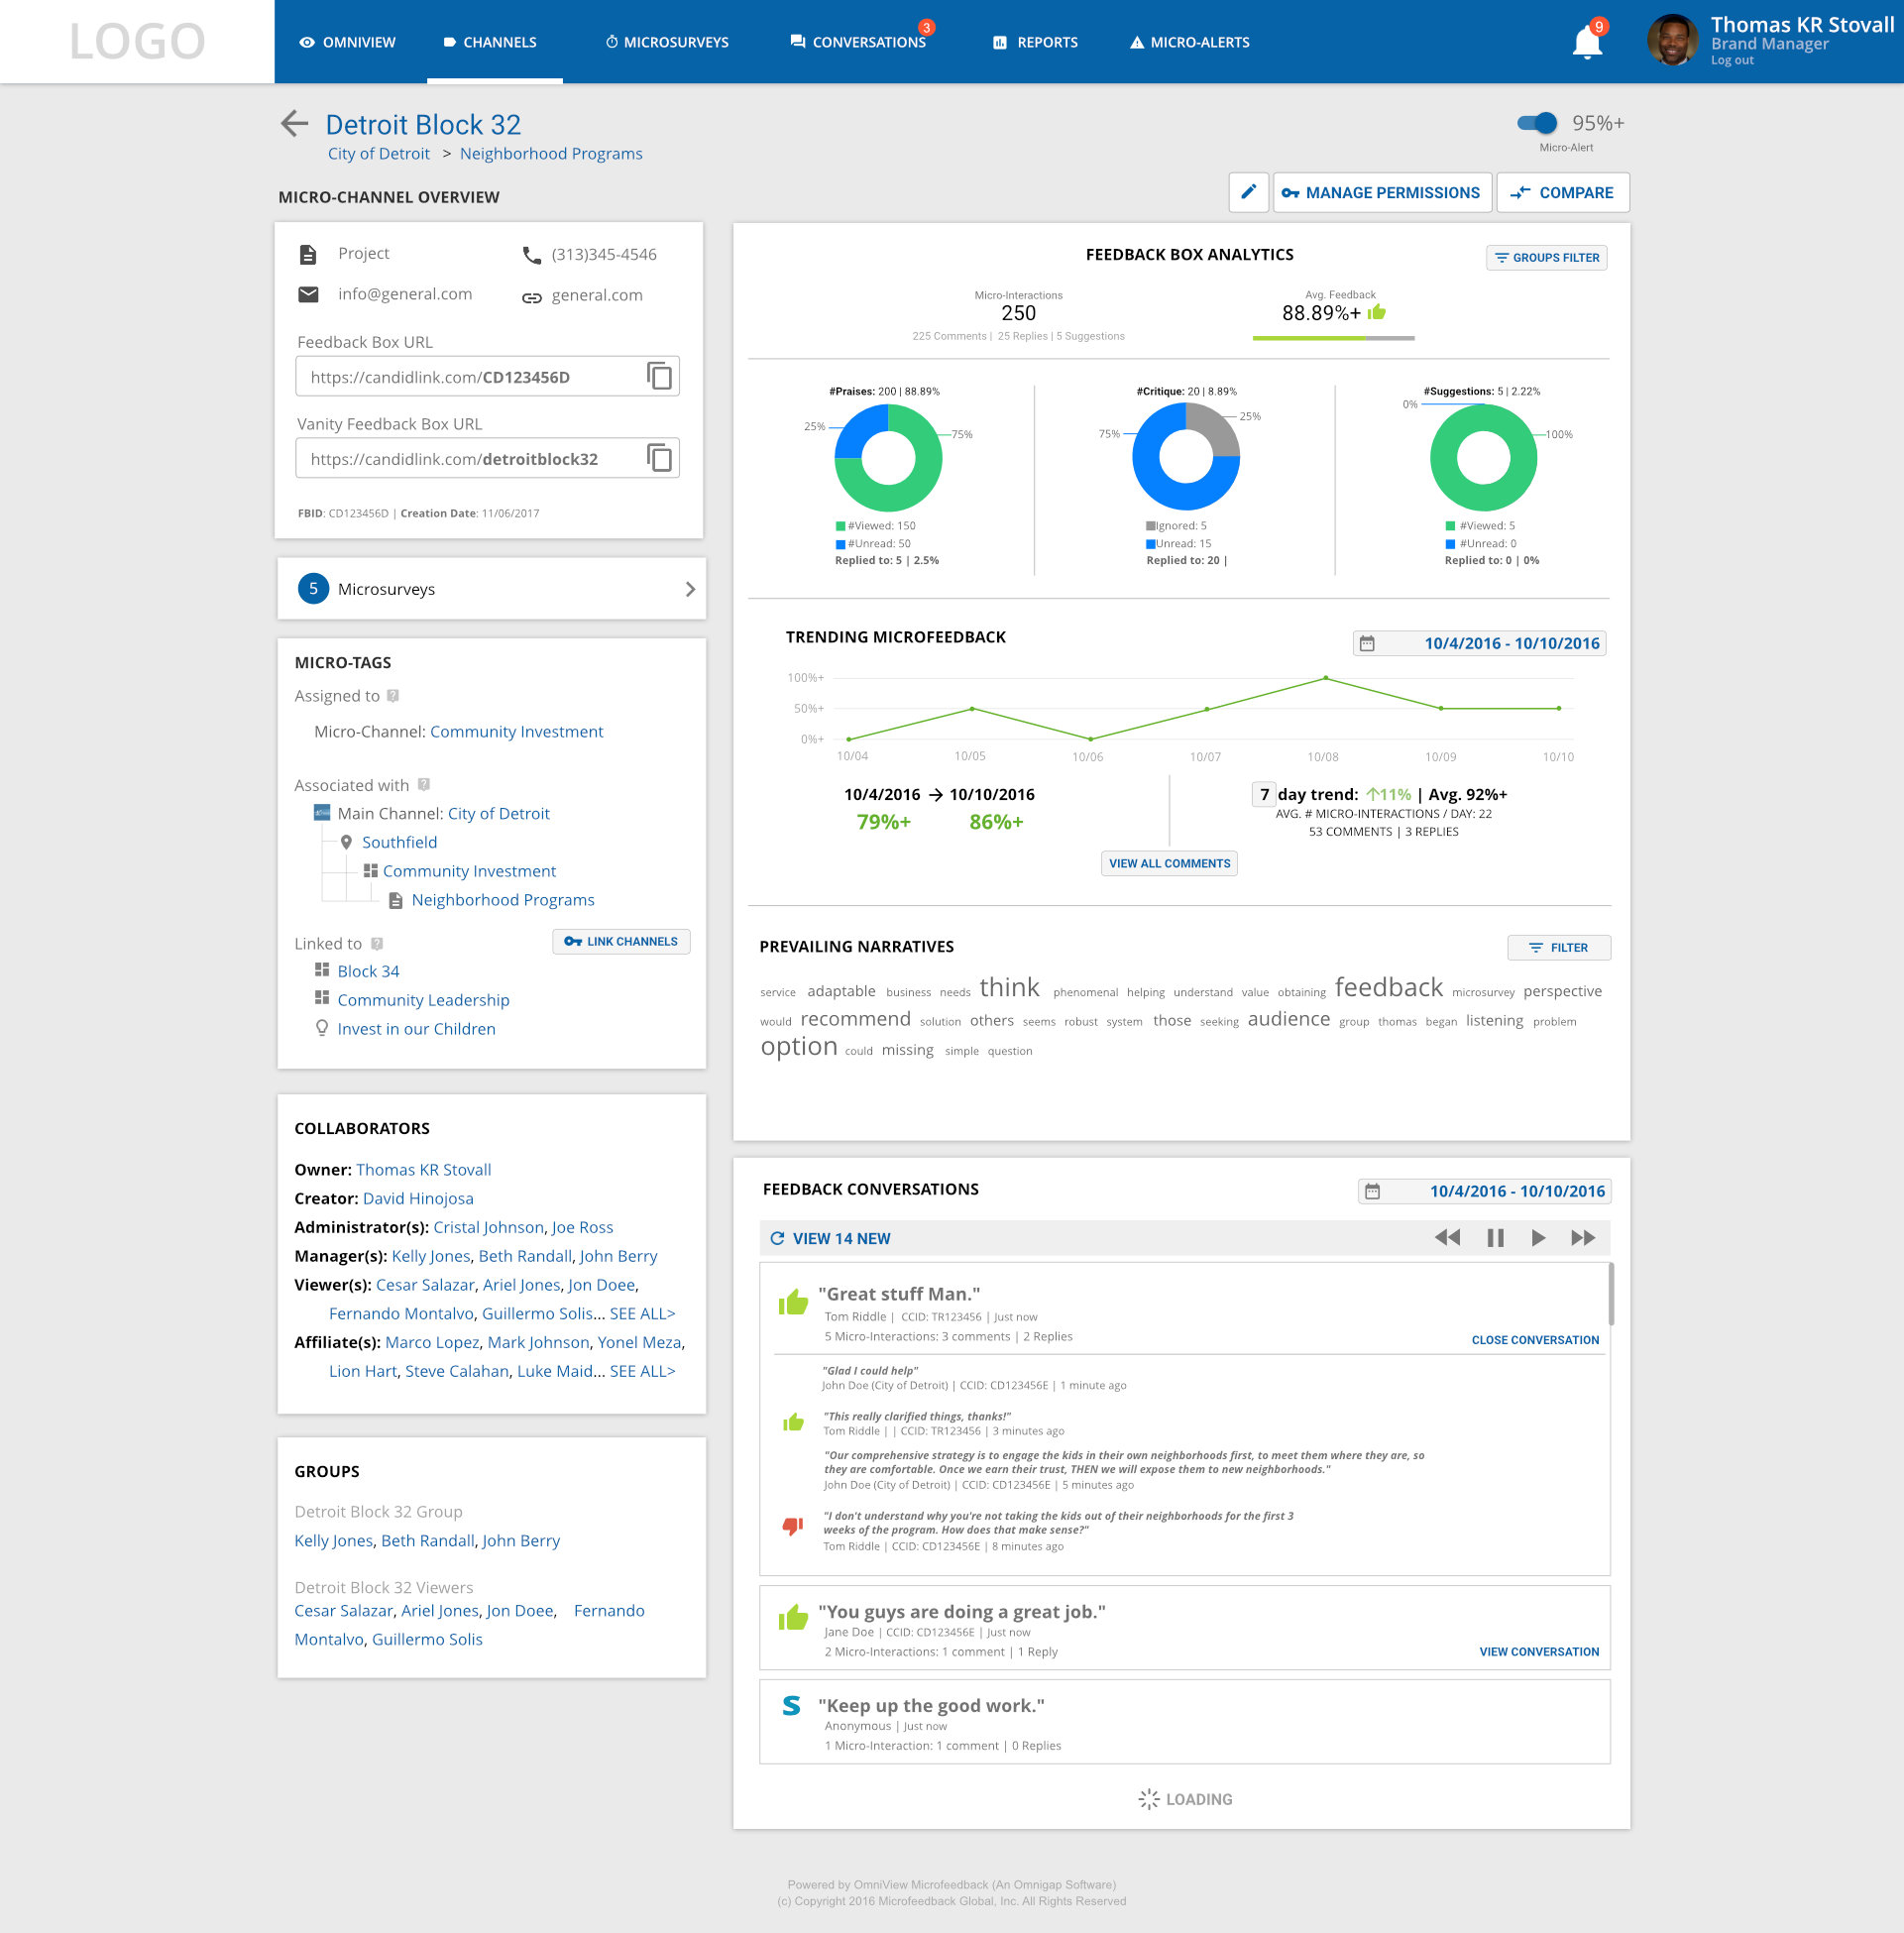 LOGO
OMNIVIEW
CHANNELS
MICROSURVEYS
CONVERSATIONS
3
REPORTS
MICRO-ALERTS
9
Thomas KR Stovall
Brand Manager
Log out
Detroit Block 32
City of Detroit > Neighborhood Programs
95%+
Micro-Alert
MICRO-CHANNEL OVERVIEW
MANAGE PERMISSIONS
COMPARE
Project
(313)345-4546
info@general.com
general.com
Feedback Box URL
https://candidlink.com/CD123456D
Vanity Feedback Box URL
https://candidlink.com/detroitblock32
FBID: CD123456D | Creation Date: 11/06/2017
5 Microsurveys
MICRO-TAGS
Assigned to ?
Micro-Channel: Community Investment
Associated with ?
Main Channel: City of Detroit
Southfield
Community Investment
Neighborhood Programs
Linked to ?
LINK CHANNELS
Block 34
Community Leadership
Invest in our Children
COLLABORATORS
Owner: Thomas KR Stovall
Creator: David Hinojosa
Administrator(s): Cristal Johnson, Joe Ross
Manager(s): Kelly Jones, Beth Randall, John Berry
Viewer(s): Cesar Salazar, Ariel Jones, Jon Doee,
Fernando Montalvo, Guillermo Solis... SEE ALL>
Affiliate(s): Marco Lopez, Mark Johnson, Yonel Meza,
Lion Hart, Steve Calahan, Luke Maid... SEE ALL>
GROUPS
Detroit Block 32 Group
Kelly Jones, Beth Randall, John Berry
Detroit Block 32 Viewers
Cesar Salazar, Ariel Jones, Jon Doee, Fernando
Montalvo, Guillermo Solis
FEEDBACK BOX ANALYTICS
GROUPS FILTER
Micro-Interactions
250
225 Comments | 25 Replies | 5 Suggestions
Avg. Feedback
88.89%+
#Praises: 200 | 88.89%
25%
75%
#Viewed: 150
#Unread: 50
Replied to: 5 | 2.5%
#Critique: 20 | 8.89%
75%
25%
Ignored: 5
Unread: 15
Replied to: 20 |
#Suggestions: 5 | 2.22%
0%
100%
#Viewed: 5
#Unread: 0
Replied to: 0 | 0%
TRENDING MICROFEEDBACK
10/4/2016 - 10/10/2016
100%+
50%+
0%+
10/04 10/05 10/06 10/07 10/08 10/09 10/10
10/4/2016 → 10/10/2016
79%+ 86%+
7 day trend: ↑11% | Avg. 92%+
AVG. # MICRO-INTERACTIONS / DAY: 22
53 COMMENTS | 3 REPLIES
VIEW ALL COMMENTS
PREVAILING NARRATIVES
FILTER
service adaptable business needs think phenomenal helping understand value obtaining feedback microsurvey perspective
would recommend solution others seems robust system those seeking audience group thomas began listening problem
option could missing simple question
FEEDBACK CONVERSATIONS
10/4/2016 - 10/10/2016
VIEW 14 NEW
"Great stuff Man."
Tom Riddle | CCID: TR123456 | Just now
5 Micro-Interactions: 3 comments | 2 Replies
CLOSE CONVERSATION
"Glad I could help"
John Doe (City of Detroit) | CCID: CD123456E | 1 minute ago
"This really clarified things, thanks!"
Tom Riddle | | CCID: TR123456 | 3 minutes ago
"Our comprehensive strategy is to engage the kids in their own neighborhoods first, to meet them where they are, so
they are comfortable. Once we earn their trust, THEN we will expose them to new neighborhoods."
John Doe (City of Detroit) | CCID: CD123456E | 5 minutes ago
"I don't understand why you're not taking the kids out of their neighborhoods for the first 3
weeks of the program. How does that make sense?"
Tom Riddle | CCID: CD123456E | 8 minutes ago
"You guys are doing a great job."
Jane Doe | CCID: CD123456E | Just now
2 Micro-Interactions: 1 comment | 1 Reply
VIEW CONVERSATION
S
"Keep up the good work."
Anonymous | Just now
1 Micro-Interaction: 1 comment | 0 Replies
LOADING
Powered by OmniView Microfeedback (An Omnigap Software)
(c) Copyright 2016 Microfeedback Global, Inc. All Rights Reserved